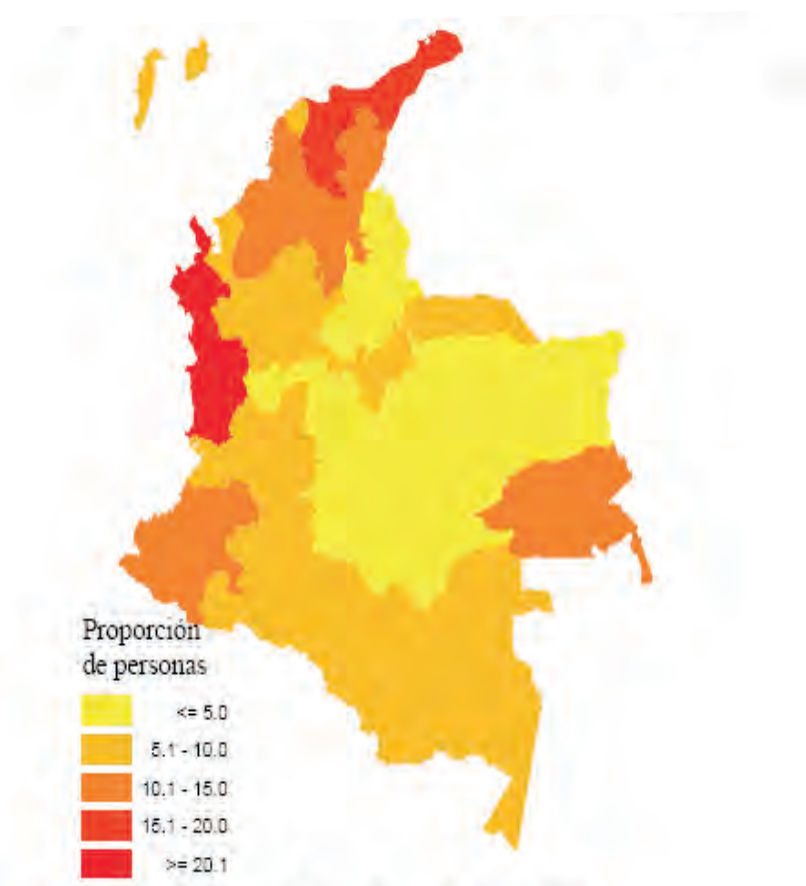 Proporción
de personas
<= 5.0
5.1 - 10.0
10.1 - 15.0
15.1 - 20.0
>= 20.1